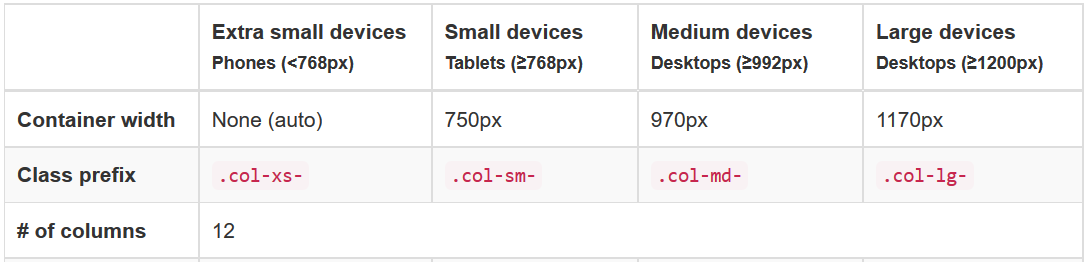 Extra small devices Small devices Medium devices Large devices
Phones (<768px) Tablets (≥768px) Desktops (≥992px) Desktops (≥1200px)
Container width None (auto) 750px 970px 1170px
Class prefix .col-xs- .col-sm- .col-md- .col-lg-
# of columns 12